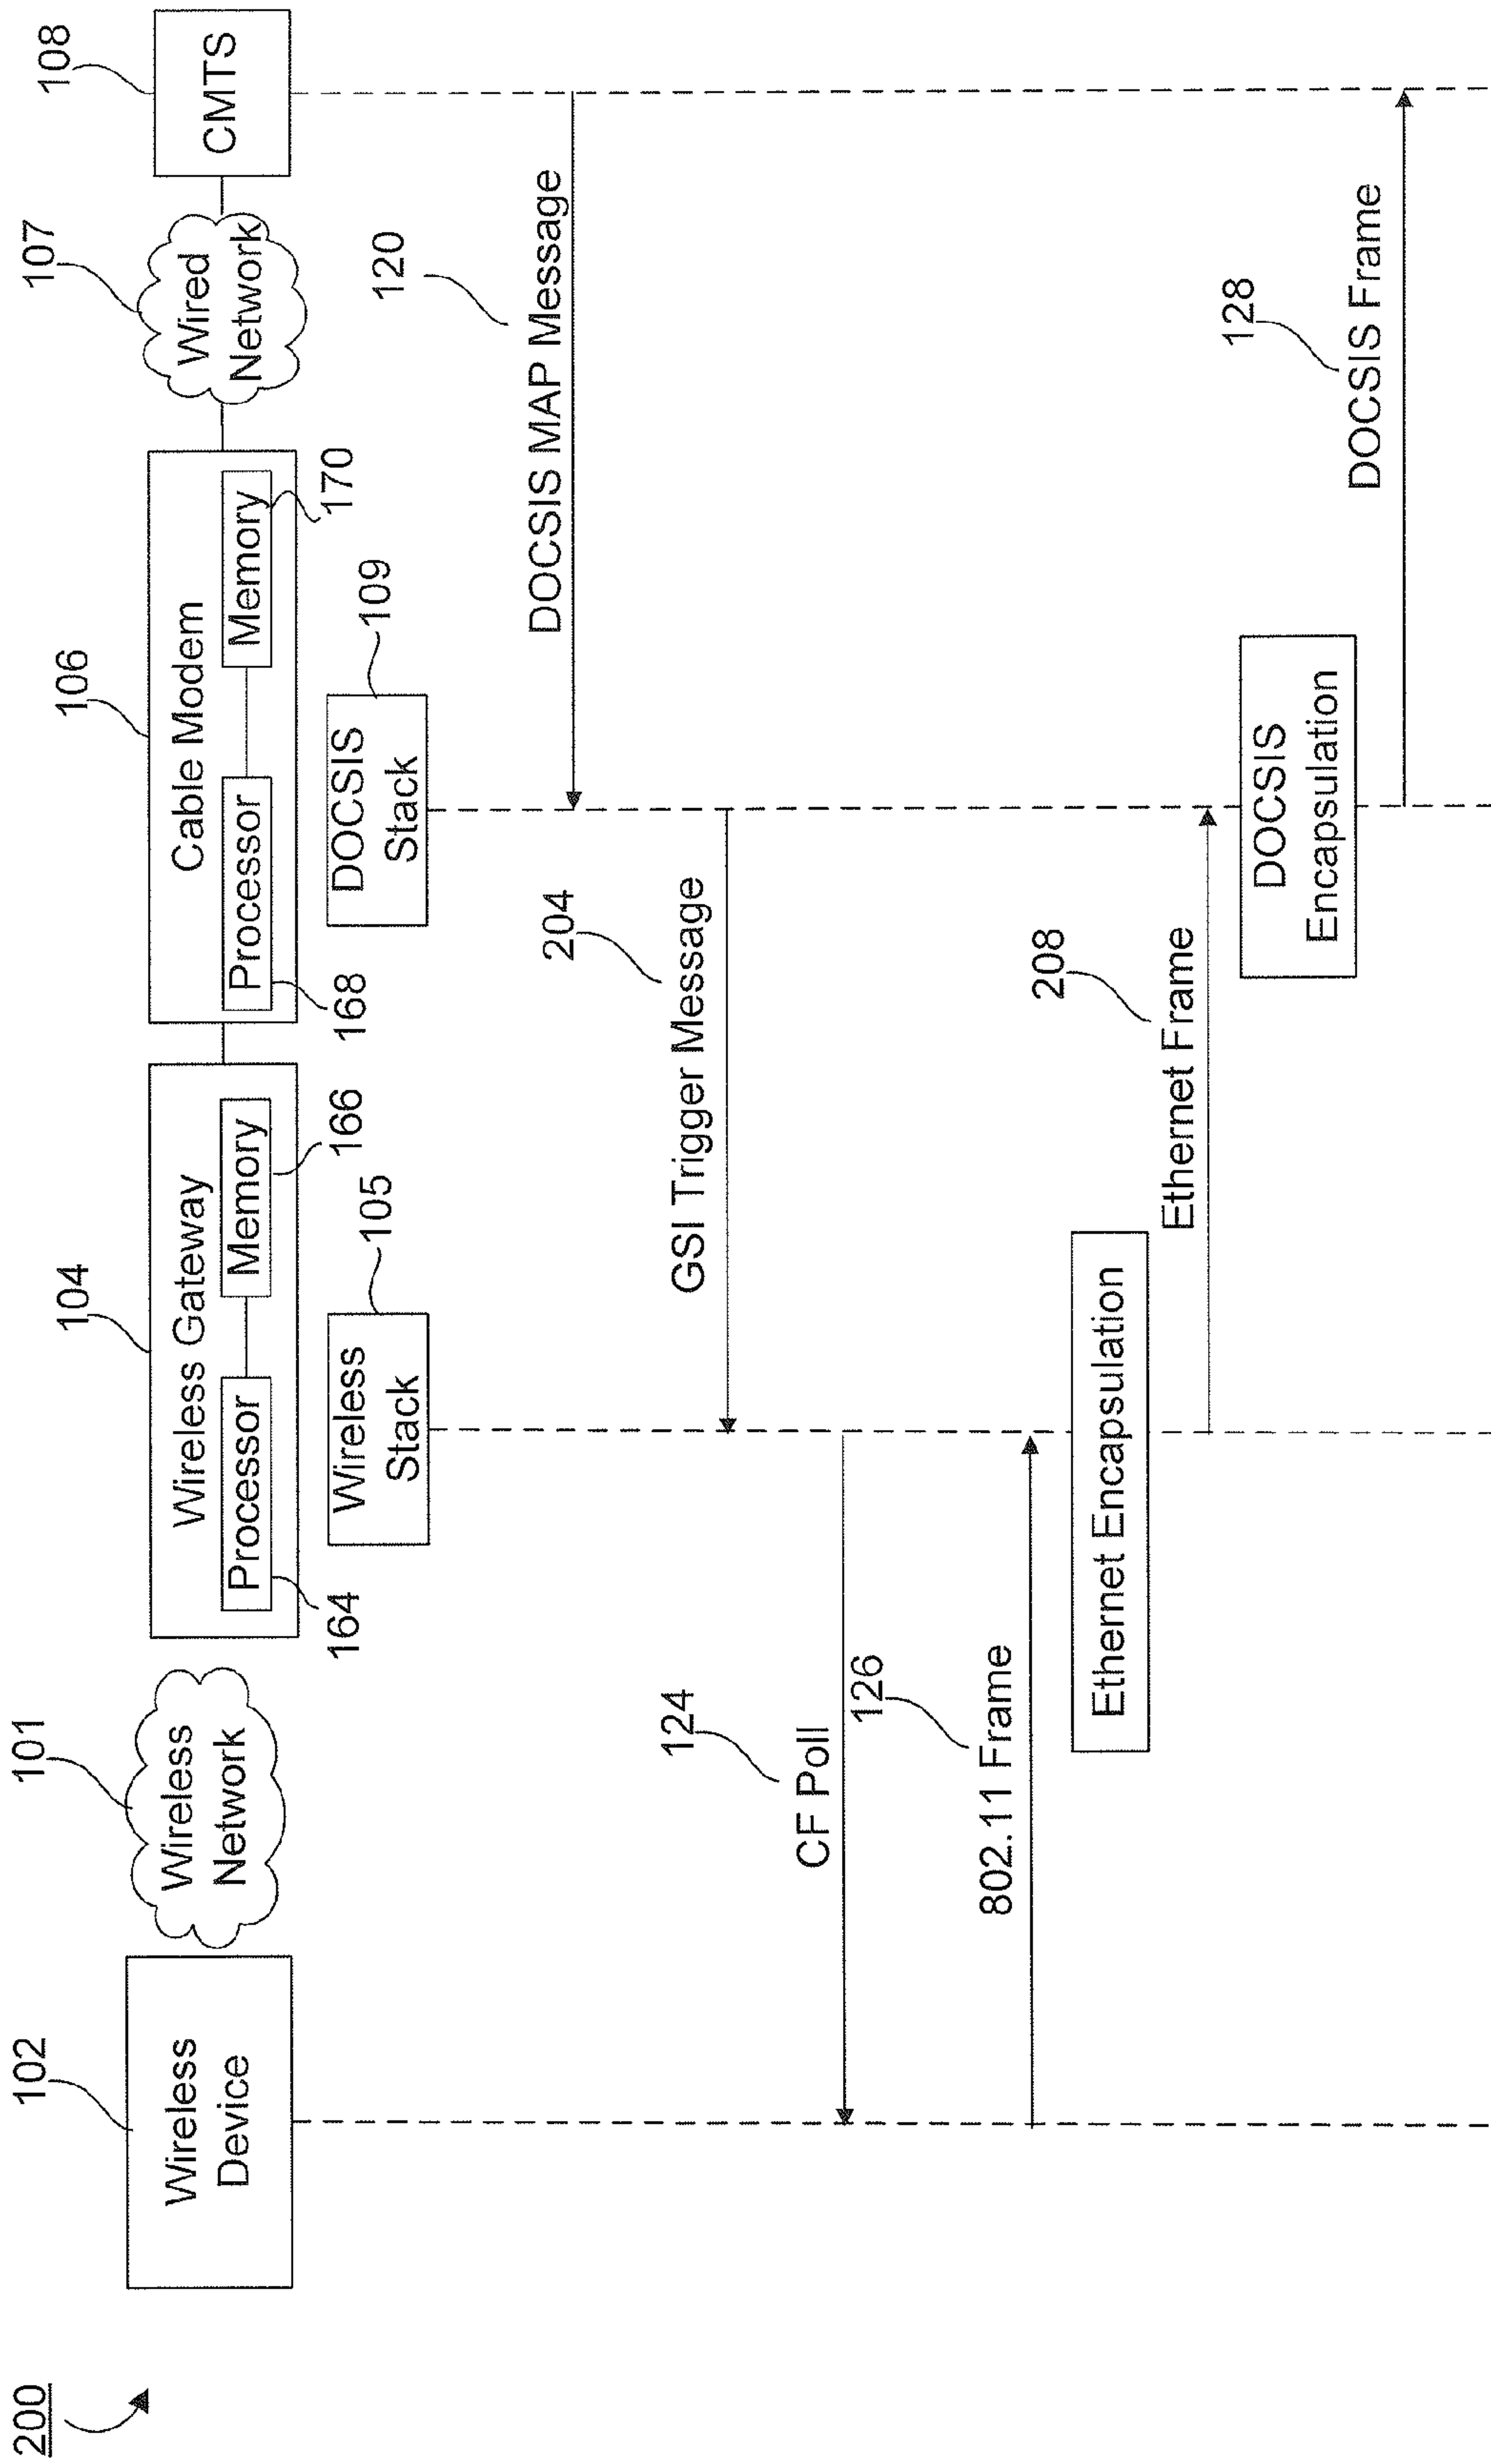 200
102
Wireless
Device
101
Wireless
Network
104
Wireless Gateway
Processor
Memory
164
166
106
Cable Modem
Processor
Memory
168
170
107
Wired
Network
108
CMTS
Wireless
Stack
105
DOCSIS
Stack
109
120
DOCSIS MAP Message
204
GSI Trigger Message
124
CF Poll
126
802.11 Frame
Ethernet Encapsulation
208
Ethernet Frame
DOCSIS
Encapsulation
128
DOCSIS Frame